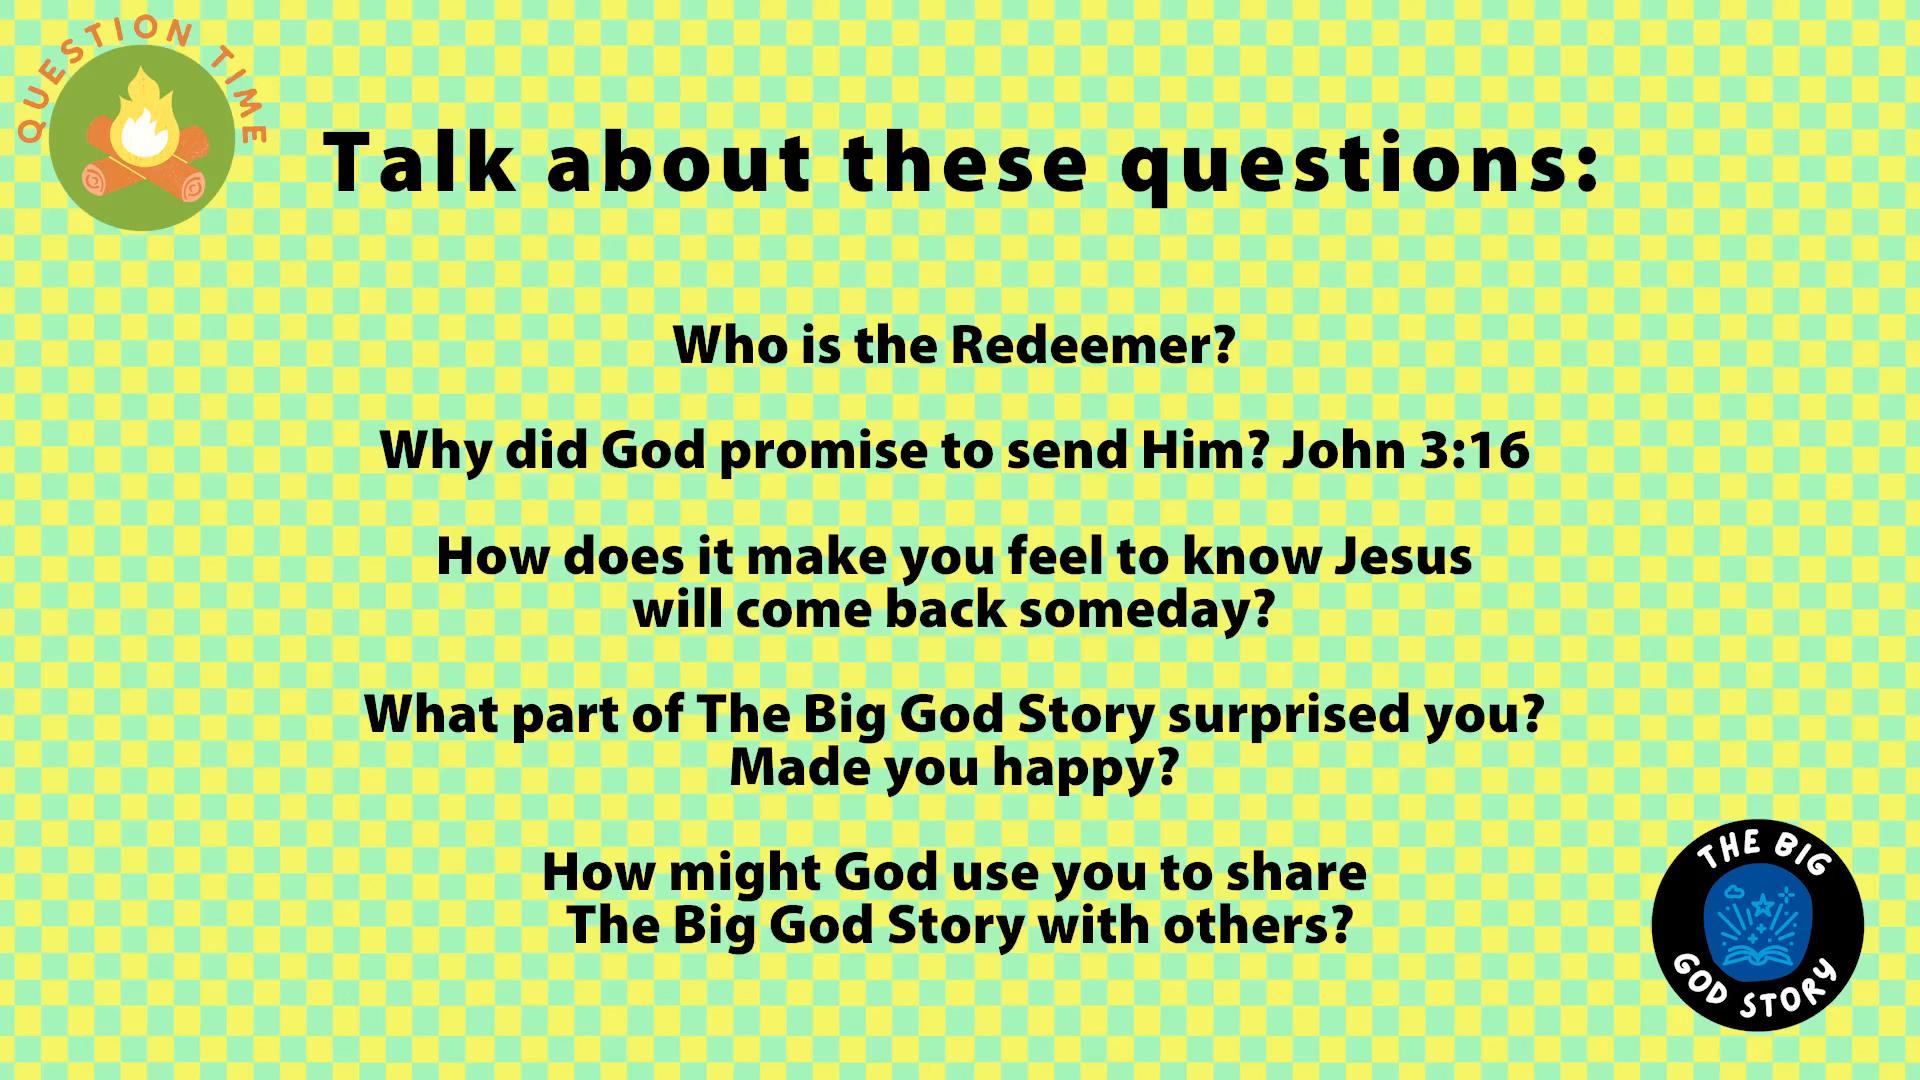 QUESTION TIME
Talk about these questions:
Who is the Redeemer?
Why did God promise to send Him? John 3:16
How does it make you feel to know Jesus
will come back someday?
What part of The Big God Story surprised you?
Made you happy?
How might God use you to share
The Big God Story with others?
THE BIG
GOD STORY